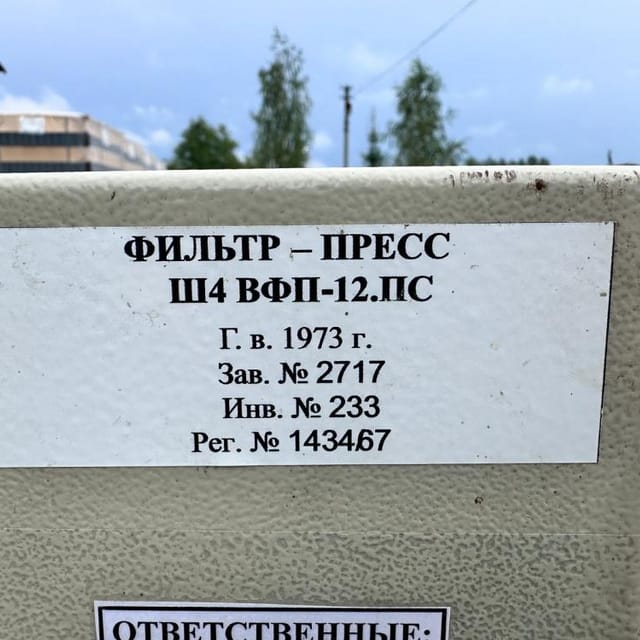 ФИЛЬТР – ПРЕСС
Ш4 ВФП-12.ПС
Г. в. 1973 г.
Зав. № 2717
Инв. № 233
Рег. № 143467
ОТВЕТСТВЕННЫЕ: